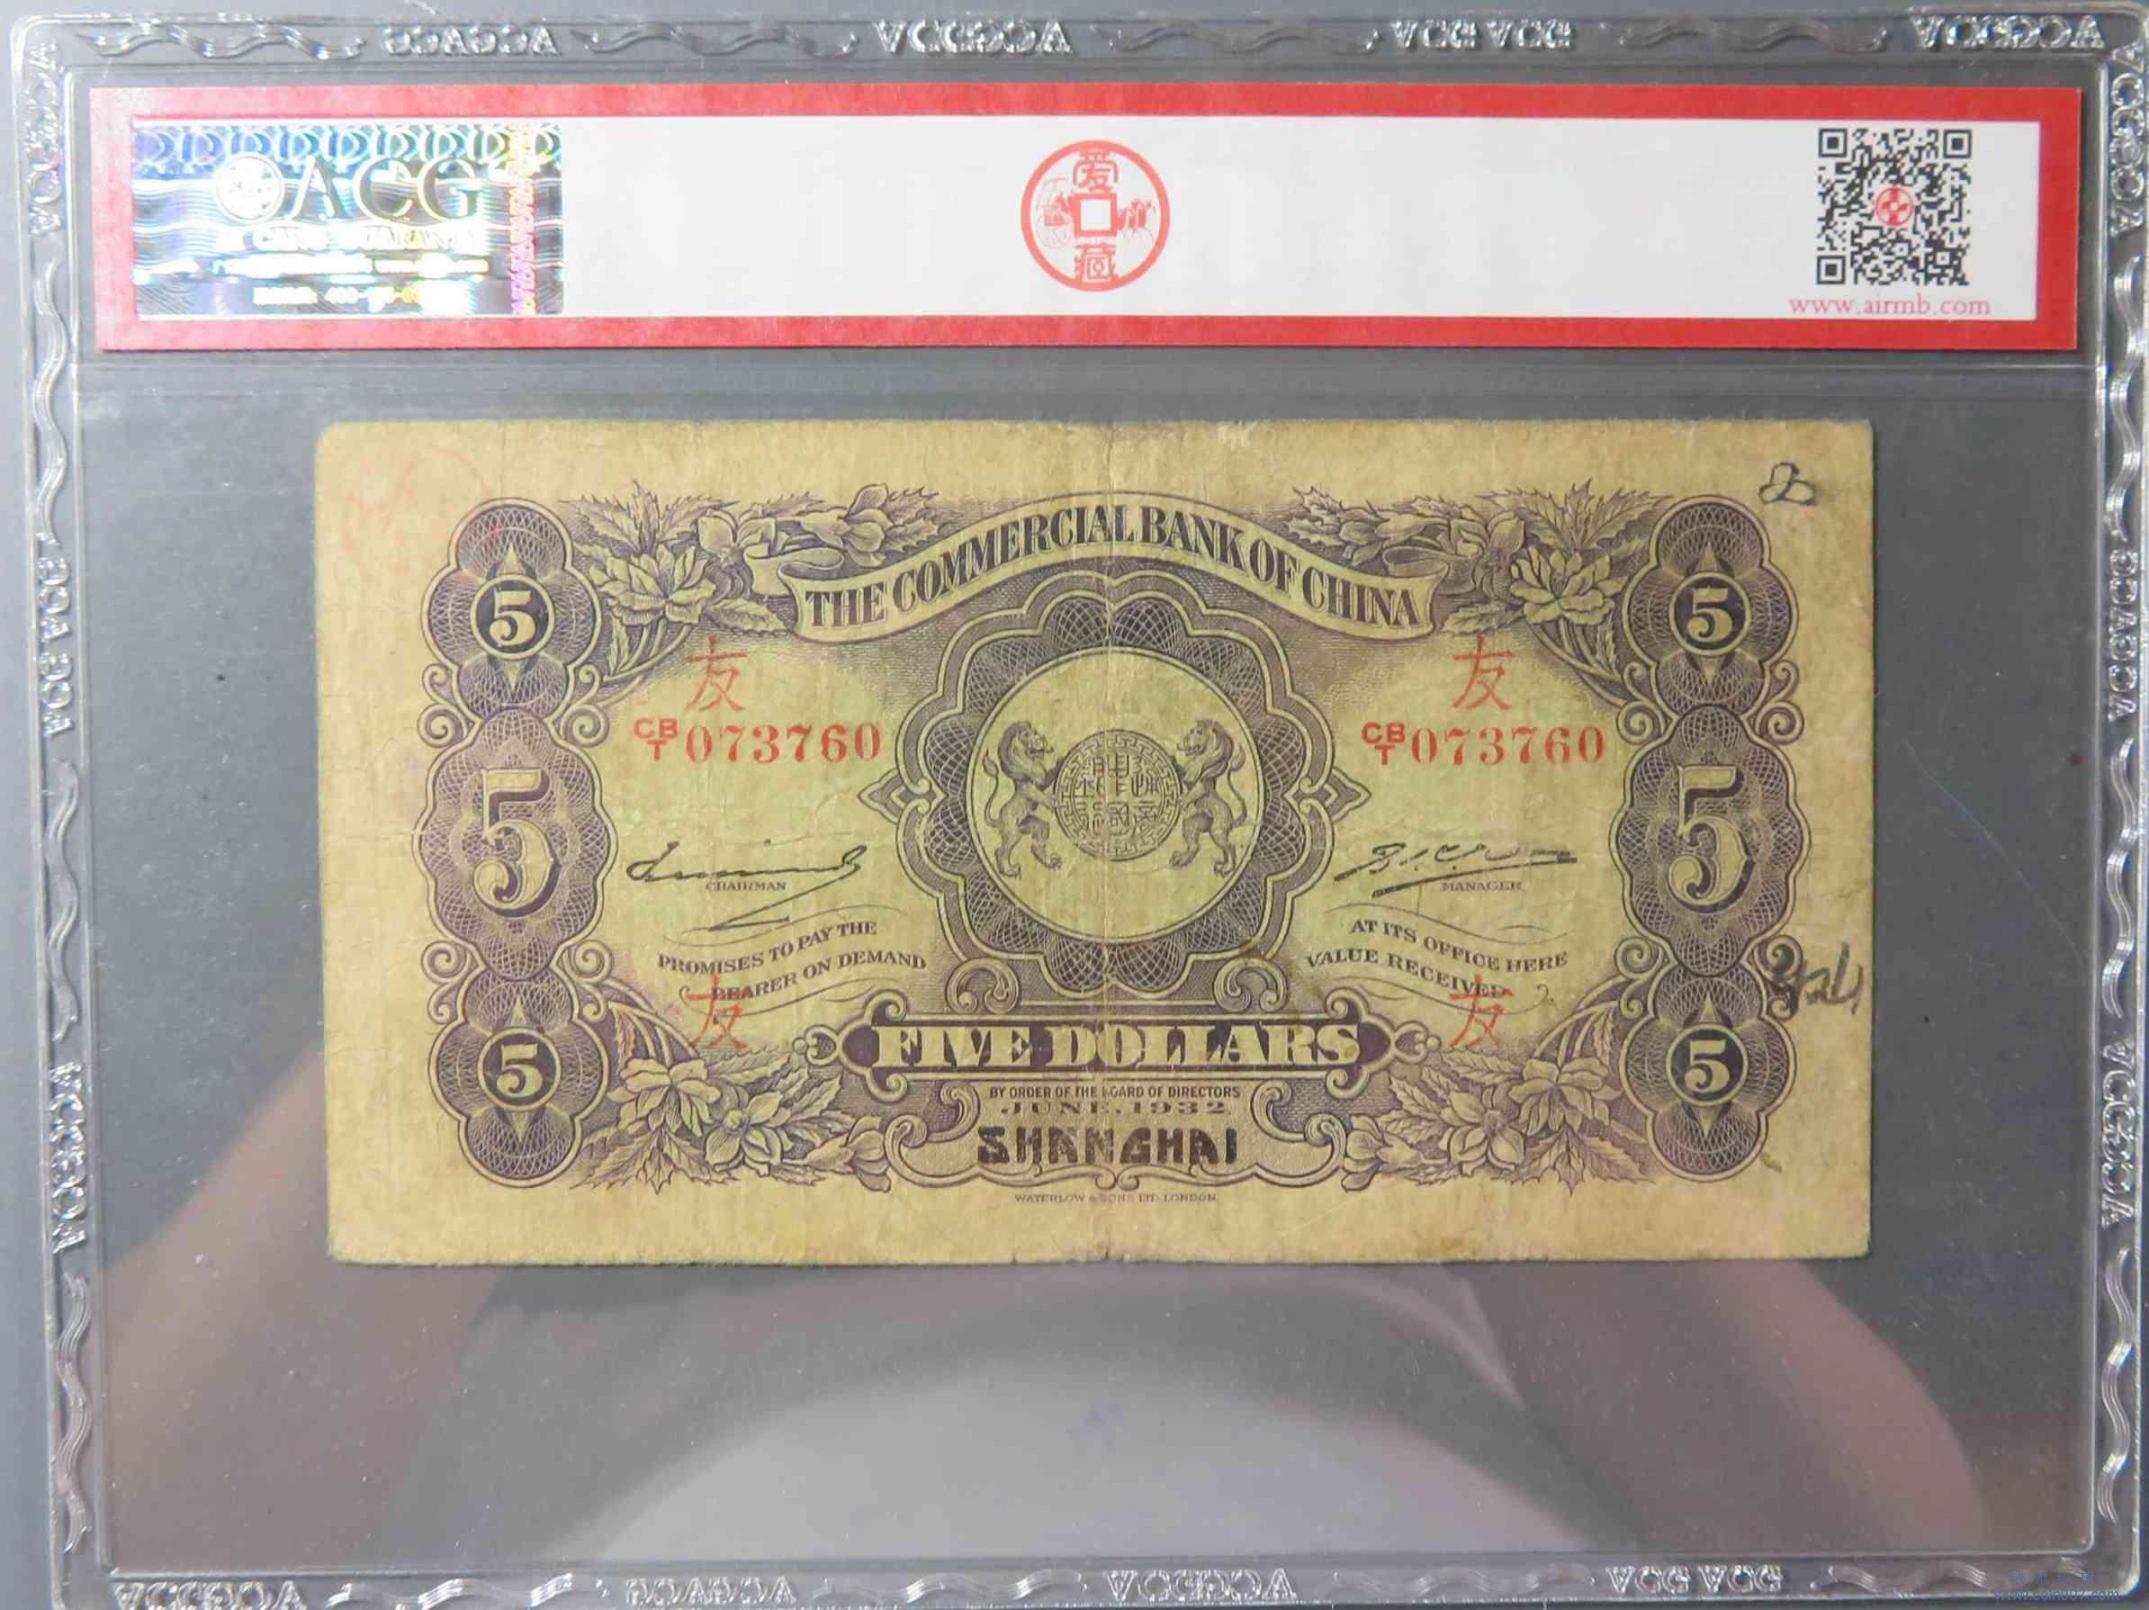 ACG
爱
藏
www.airmb.com
THE COMMERCIAL BANK OF CHINA
5
5
友
友
CB/T 073760
CB/T 073760
5
5
CHAIRMAN
MANAGER
PROMISES TO PAY THE
BEARER ON DEMAND
AT ITS OFFICE HERE
VALUE RECEIVED
友
友
5
5
FIVE DOLLARS
BY ORDER OF THE BOARD OF DIRECTORS
JUNE, 1932
SHANGHAI
WATERLOW & SONS LTD. LONDON